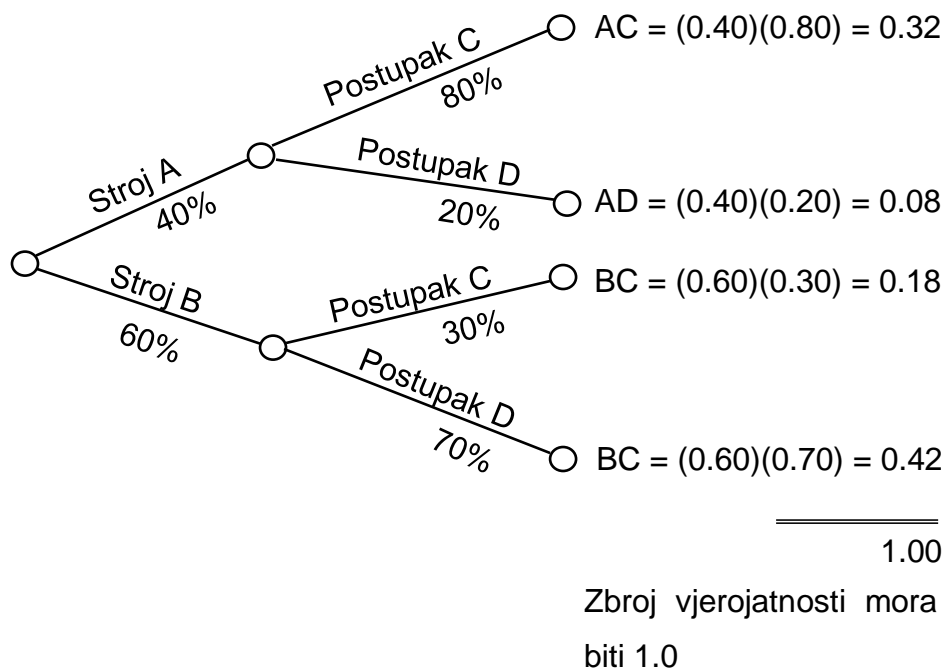 Postupak C
80%
AC = (0.40)(0.80) = 0.32
Stroj A
40%
Postupak D
20%
AD = (0.40)(0.20) = 0.08
Stroj B
60%
Postupak C
30%
BC = (0.60)(0.30) = 0.18
Postupak D
70%
BC = (0.60)(0.70) = 0.42
1.00
Zbroj vjerojatnosti mora
biti 1.0